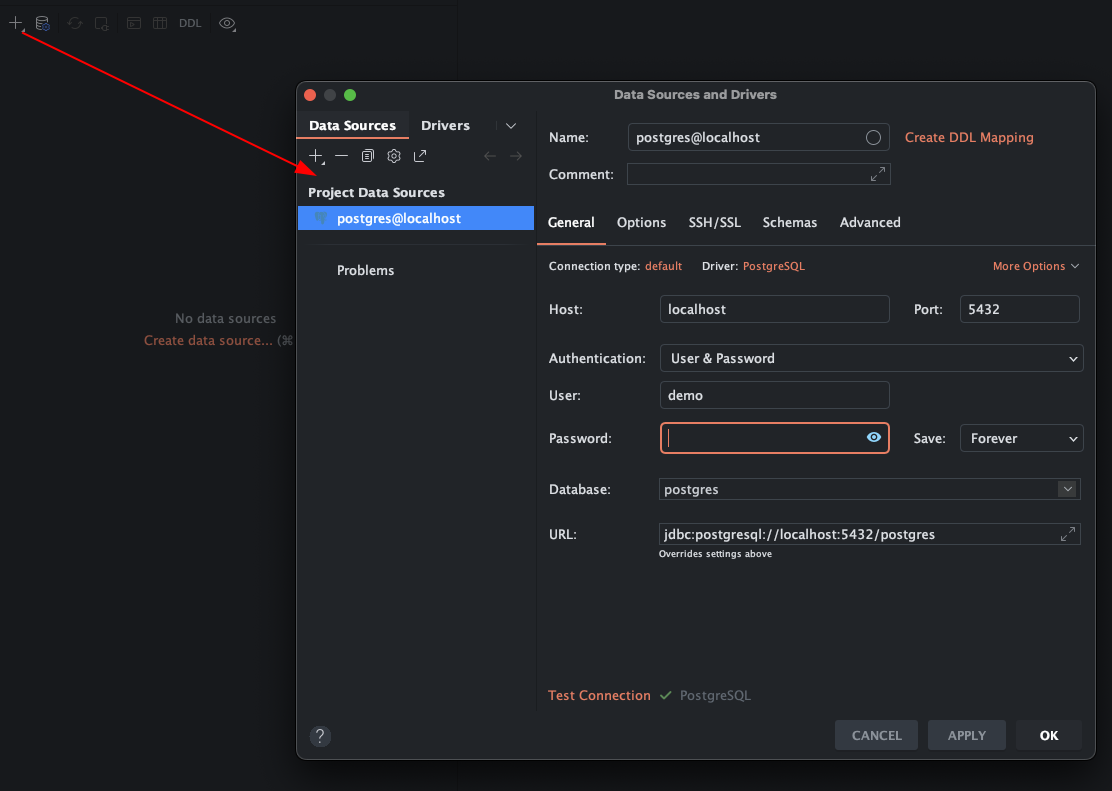 DDL
Data Sources and Drivers
Data Sources Drivers
Name: postgres@localhost Create DDL Mapping
Comment:
Project Data Sources
postgres@localhost
Problems
General Options SSH/SSL Schemas Advanced
Connection type: default Driver: PostgreSQL More Options
Host: localhost Port: 5432
No data sources
Create data source... (⌘
Authentication: User & Password
User: demo
Password: Save: Forever
Database: postgres
URL: jdbc:postgresql://localhost:5432/postgres
Overrides settings above
Test Connection ✓ PostgreSQL
? CANCEL APPLY OK